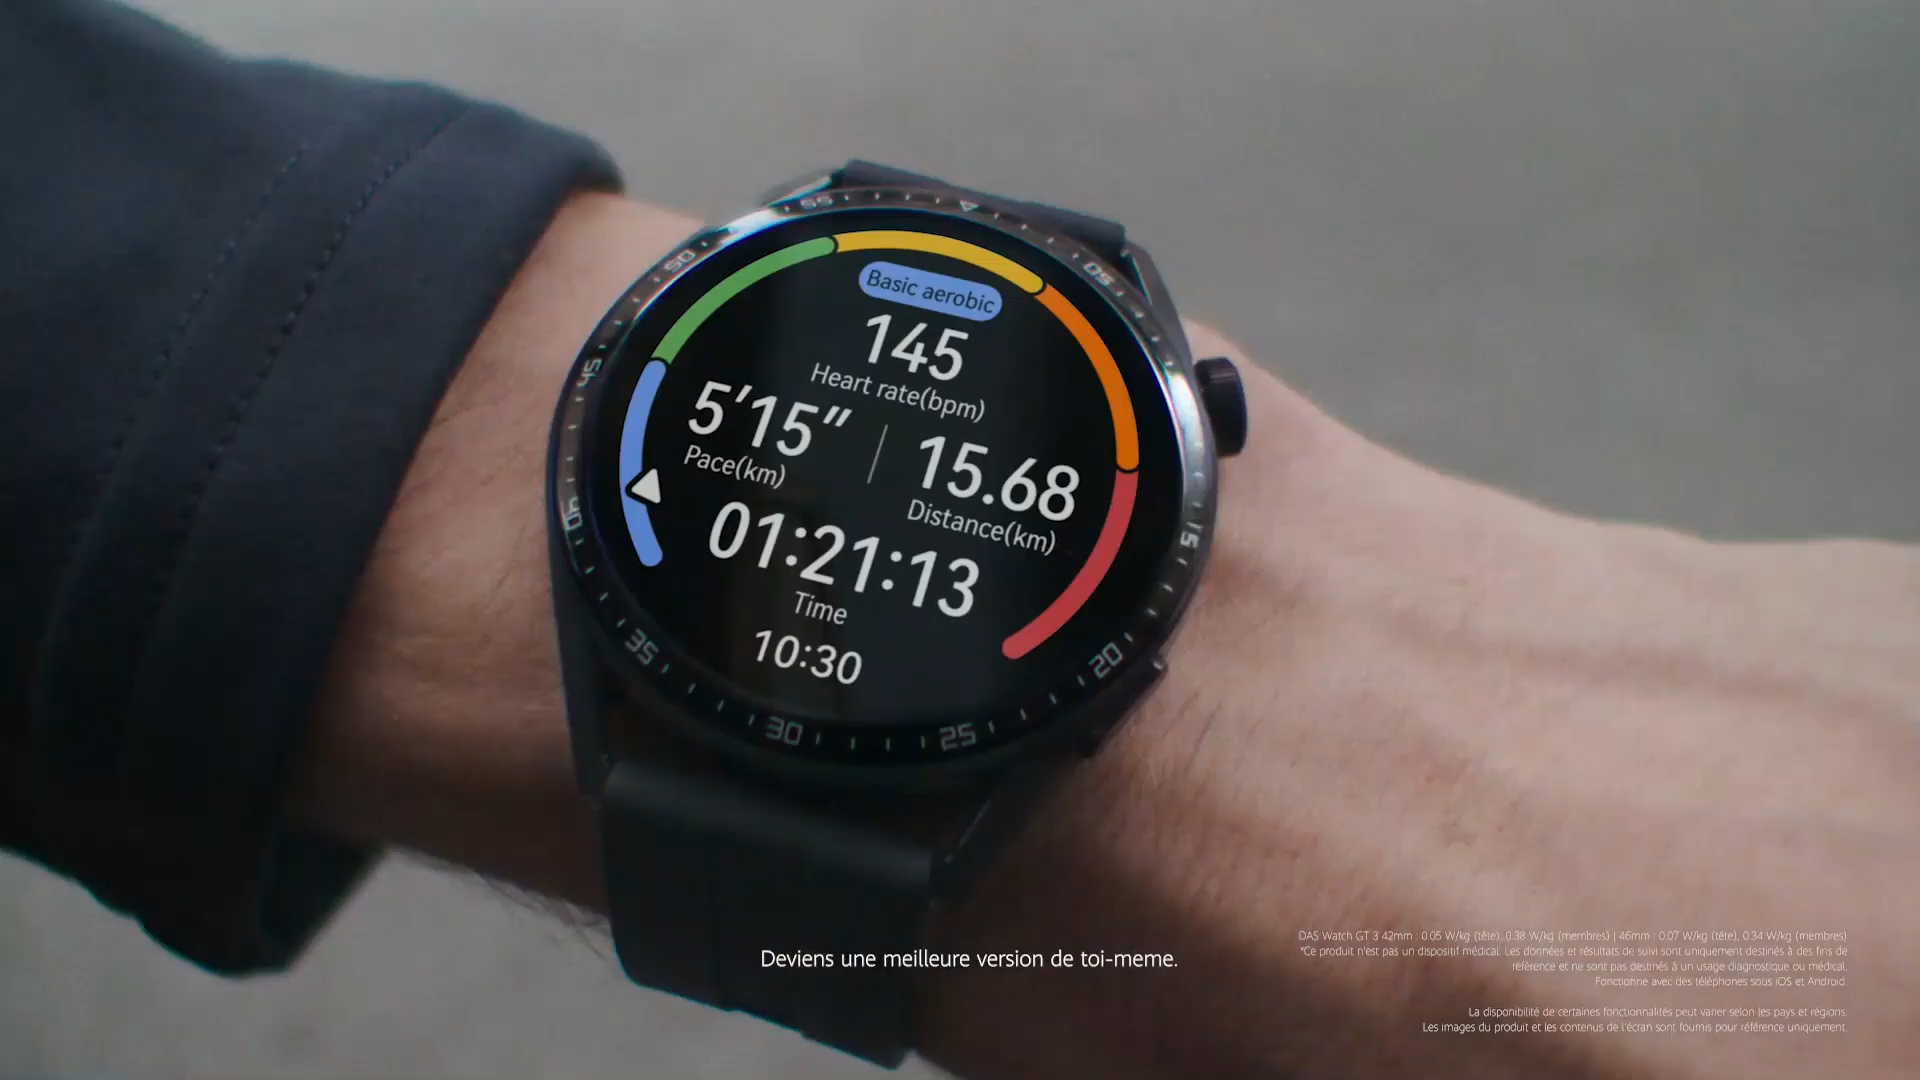 55
50
05
45
Basic aerobic
145
Heart rate(bpm)
5'15"
15.68
Pace(km)
Distance(km)
40
01:21:13
15
Time
10:30
35
20
30
25
Deviens une meilleure version de toi-meme.
DAS Watch GT 3 42mm : 0.05 W/kg (tête), 0.38 W/kg (membres) | 46mm : 0.07 W/kg (tête), 0.34 W/kg (membres)
*Ce produit n'est pas un dispositif médical. Les données et résultats de suivi sont uniquement destinés à des fins de
référence et ne sont pas destinés à un usage diagnostique ou médical.
Fonctionne avec des téléphones sous iOS et Android.
La disponibilité de certaines fonctionnalités peut varier selon les pays et régions.
Les images du produit et les contenus de l'écran sont fournis pour référence uniquement.